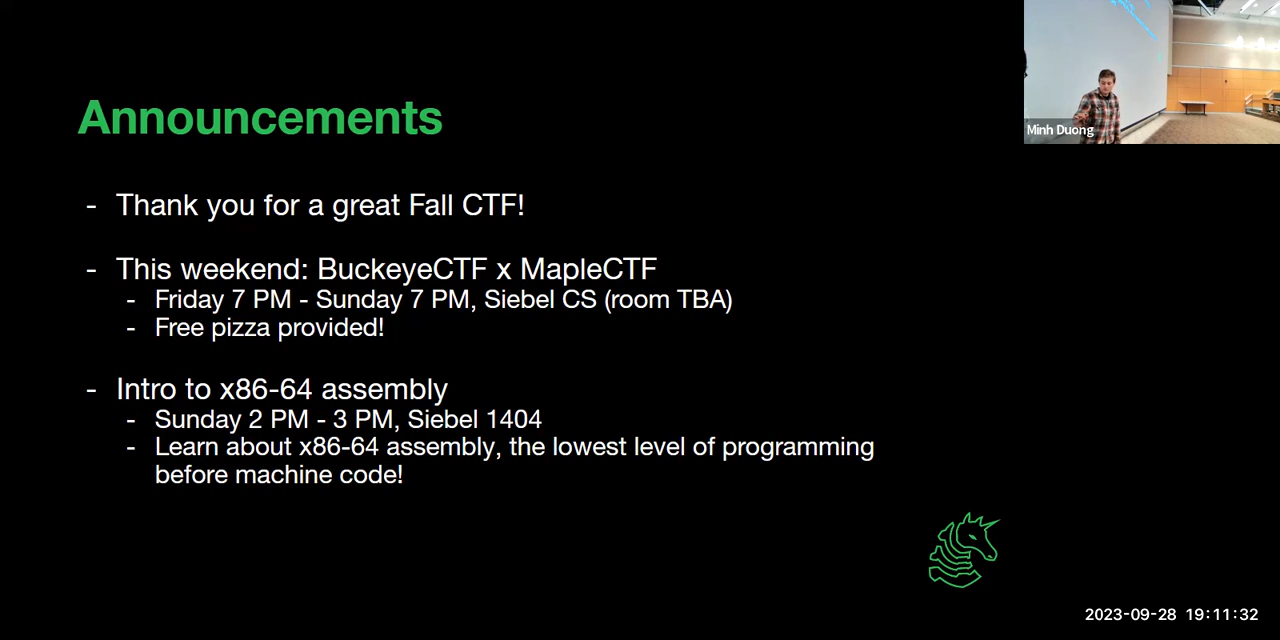 Announcements
- Thank you for a great Fall CTF!
- This weekend: BuckeyeCTF x MapleCTF
- Friday 7 PM - Sunday 7 PM, Siebel CS (room TBA)
- Free pizza provided!
- Intro to x86-64 assembly
- Sunday 2 PM - 3 PM, Siebel 1404
- Learn about x86-64 assembly, the lowest level of programming
before machine code!
Minh Duong
2023-09-28 19:11:32